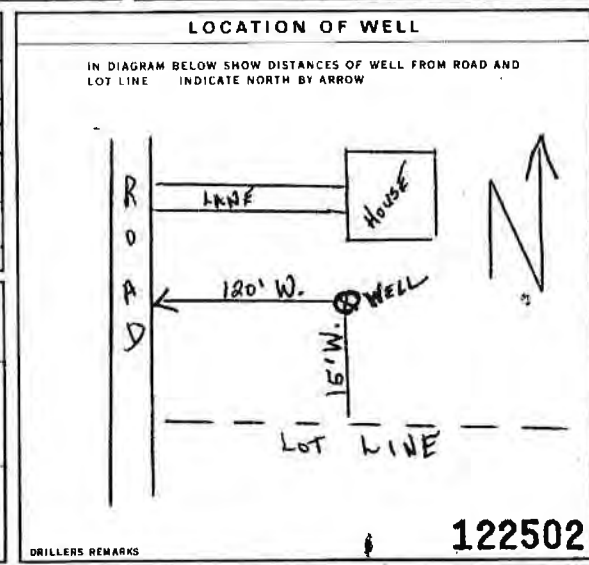 LOCATION OF WELL
IN DIAGRAM BELOW SHOW DISTANCES OF WELL FROM ROAD AND
LOT LINE INDICATE NORTH BY ARROW
ROAD
LANE
HOUSE
N
120' W.
WELL
15' W.
LOT LINE
DRILLERS REMARKS
122502